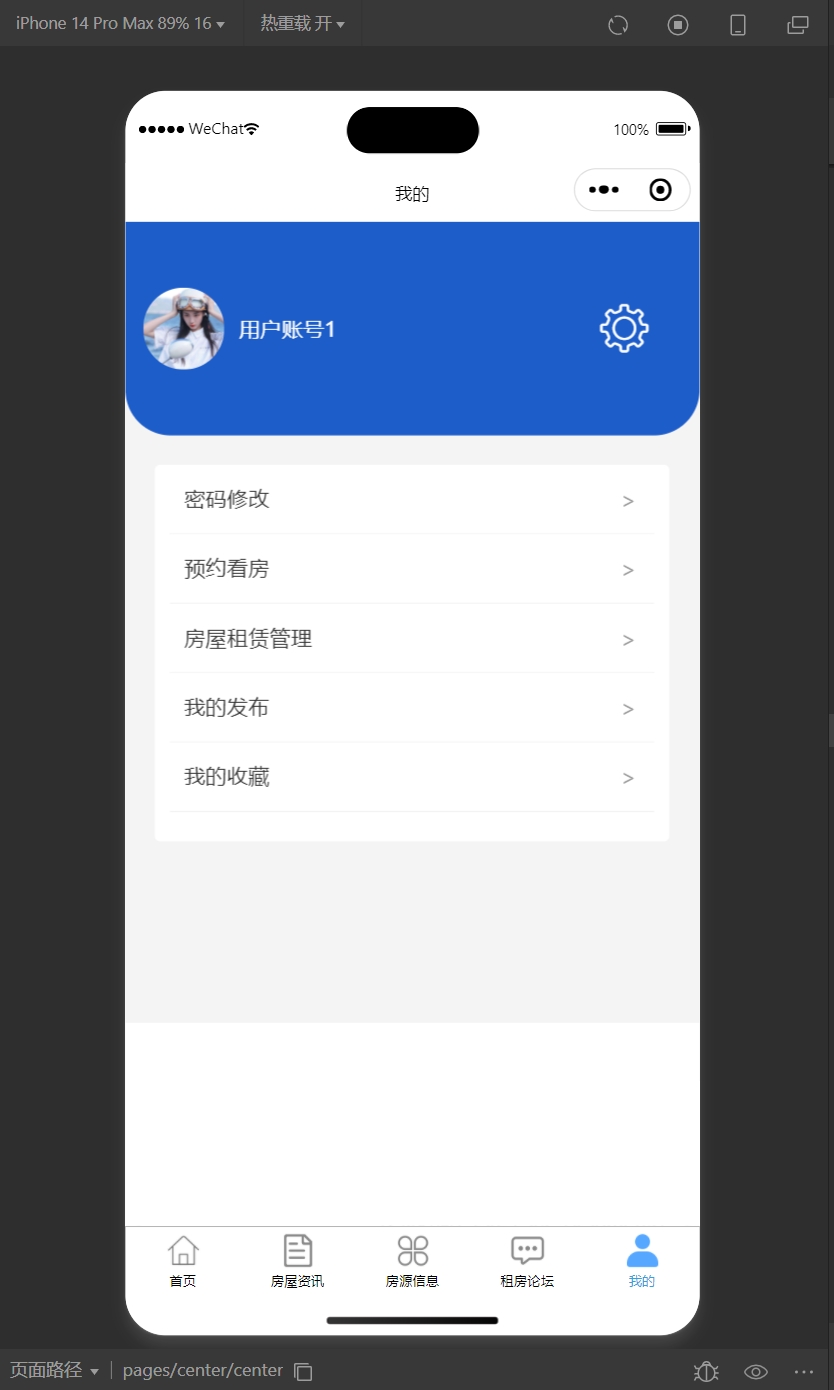 iPhone 14 Pro Max 89% 16 热重载 开
WeChat 100%
我的
用户账号1
密码修改 >
预约看房 >
房屋租赁管理 >
我的发布 >
我的收藏 >
首页 房屋资讯 房源信息 租房论坛 我的
页面路径 pages/center/center